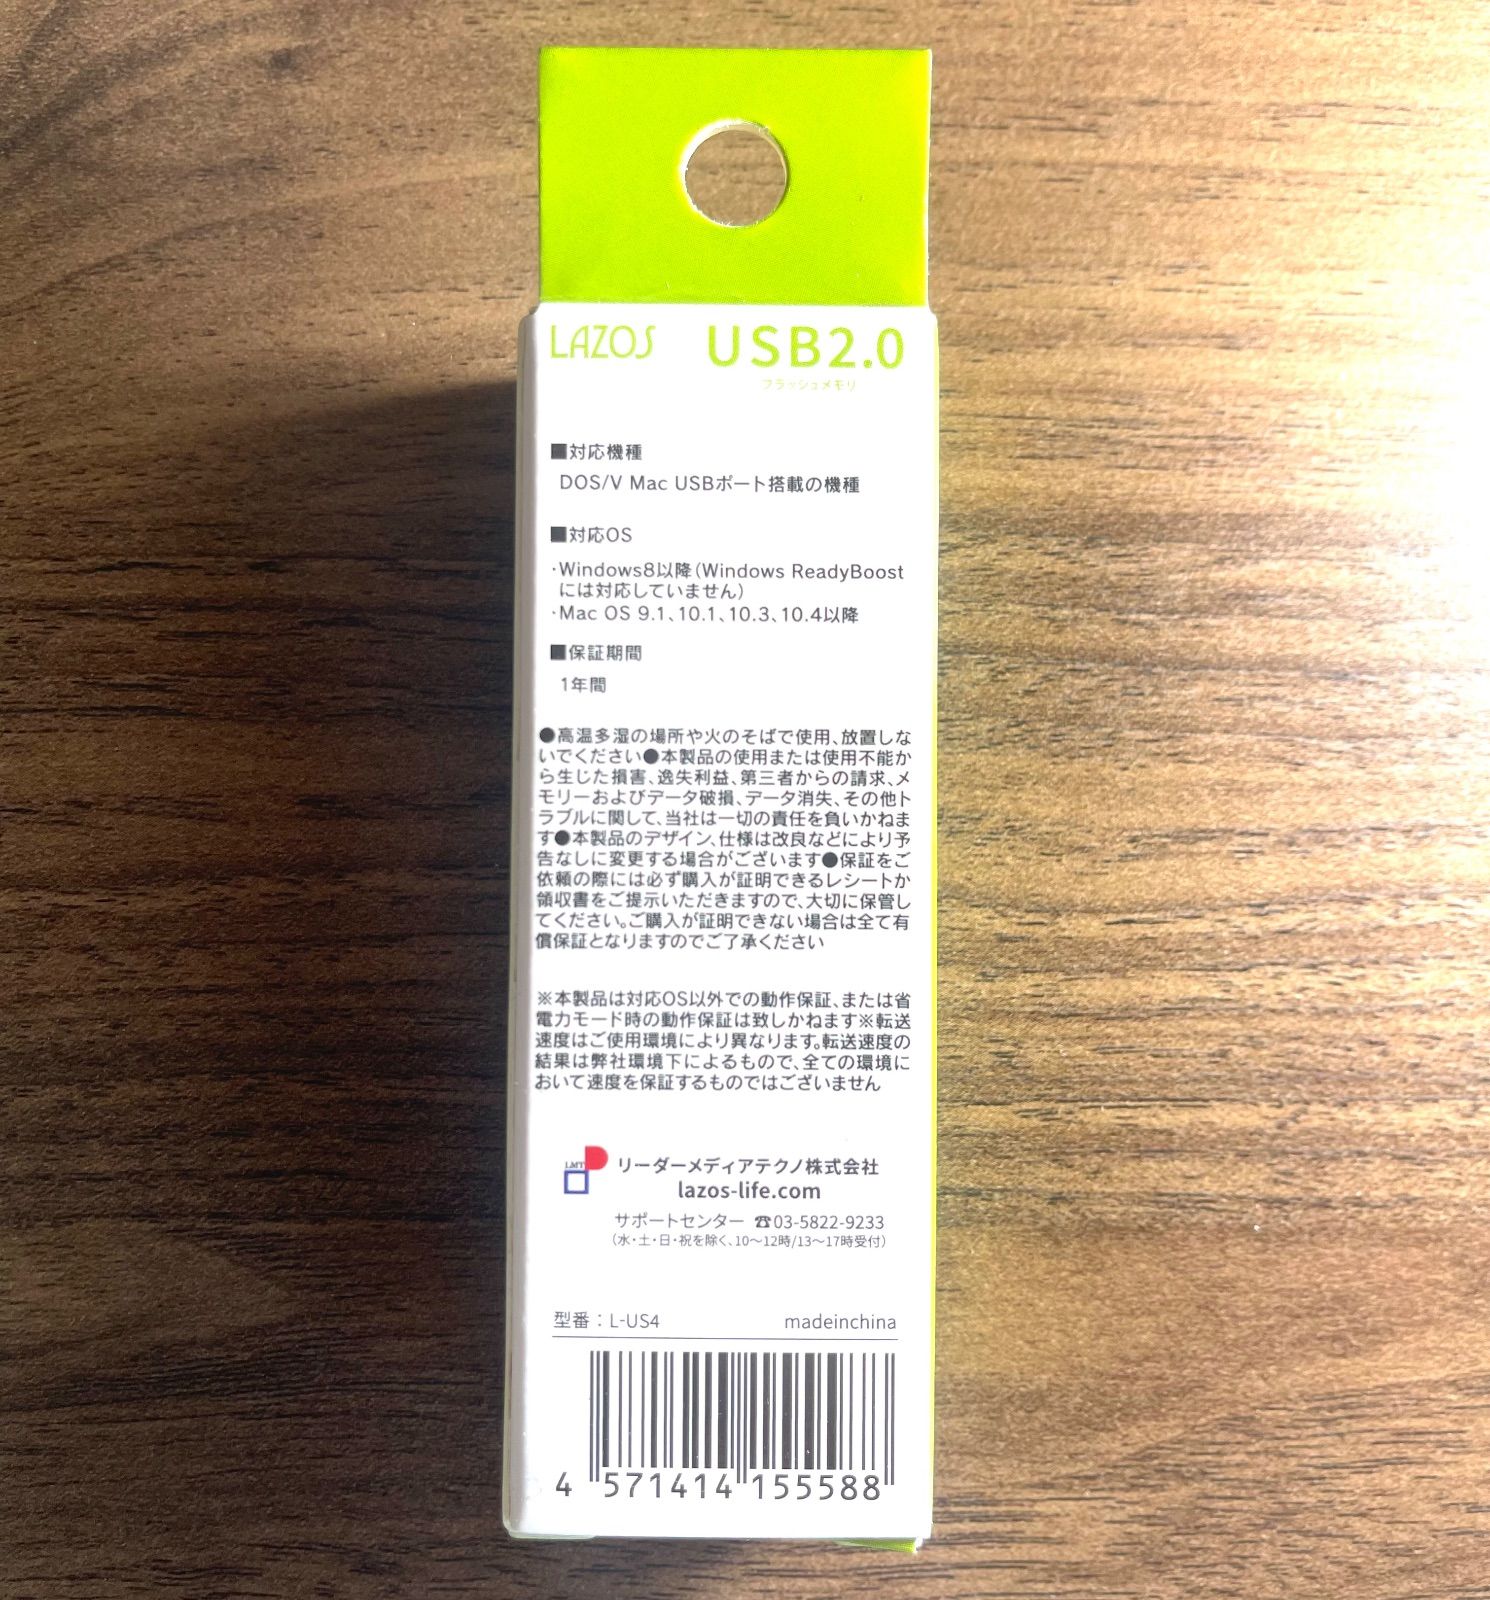 LAZOS USB2.0
フラッシュメモリ
■対応機種
DOS/V Mac USBポート搭載の機種
■対応OS
・Windows8以降（Windows ReadyBoost
には対応していません）
・Mac OS 9.1、10.1、10.3、10.4以降
■保証期間
1年間
●高温多湿の場所や火のそばで使用、放置しな
いでください●本製品の使用または使用不能か
ら生じた損害、逸失利益、第三者からの請求、メ
モリーおよびデータ破損、データ消失、その他ト
ラブルに関して、当社は一切の責任を負いかねま
す●本製品のデザイン、仕様は改良などにより予
告なしに変更する場合がございます●保証をご
依頼の際には必ず購入が証明できるレシートか
領収書をご提示いただきますので、大切に保管し
てください。ご購入が証明できない場合は全て有
償保証となりますのでご了承ください
※本製品は対応OS以外での動作保証、または省
電力モード時の動作保証は致しかねます※転送
速度はご使用環境により異なります。転送速度の
結果は弊社環境下によるもので、全ての環境に
おいて速度を保証するものではございません
LMT リーダーメディアテクノ株式会社
lazos-life.com
サポートセンター ☎03-5822-9233
（水・土・日・祝を除く、10〜12時/13〜17時受付）
型番：L-US4 madeinchina
4 571414 155588